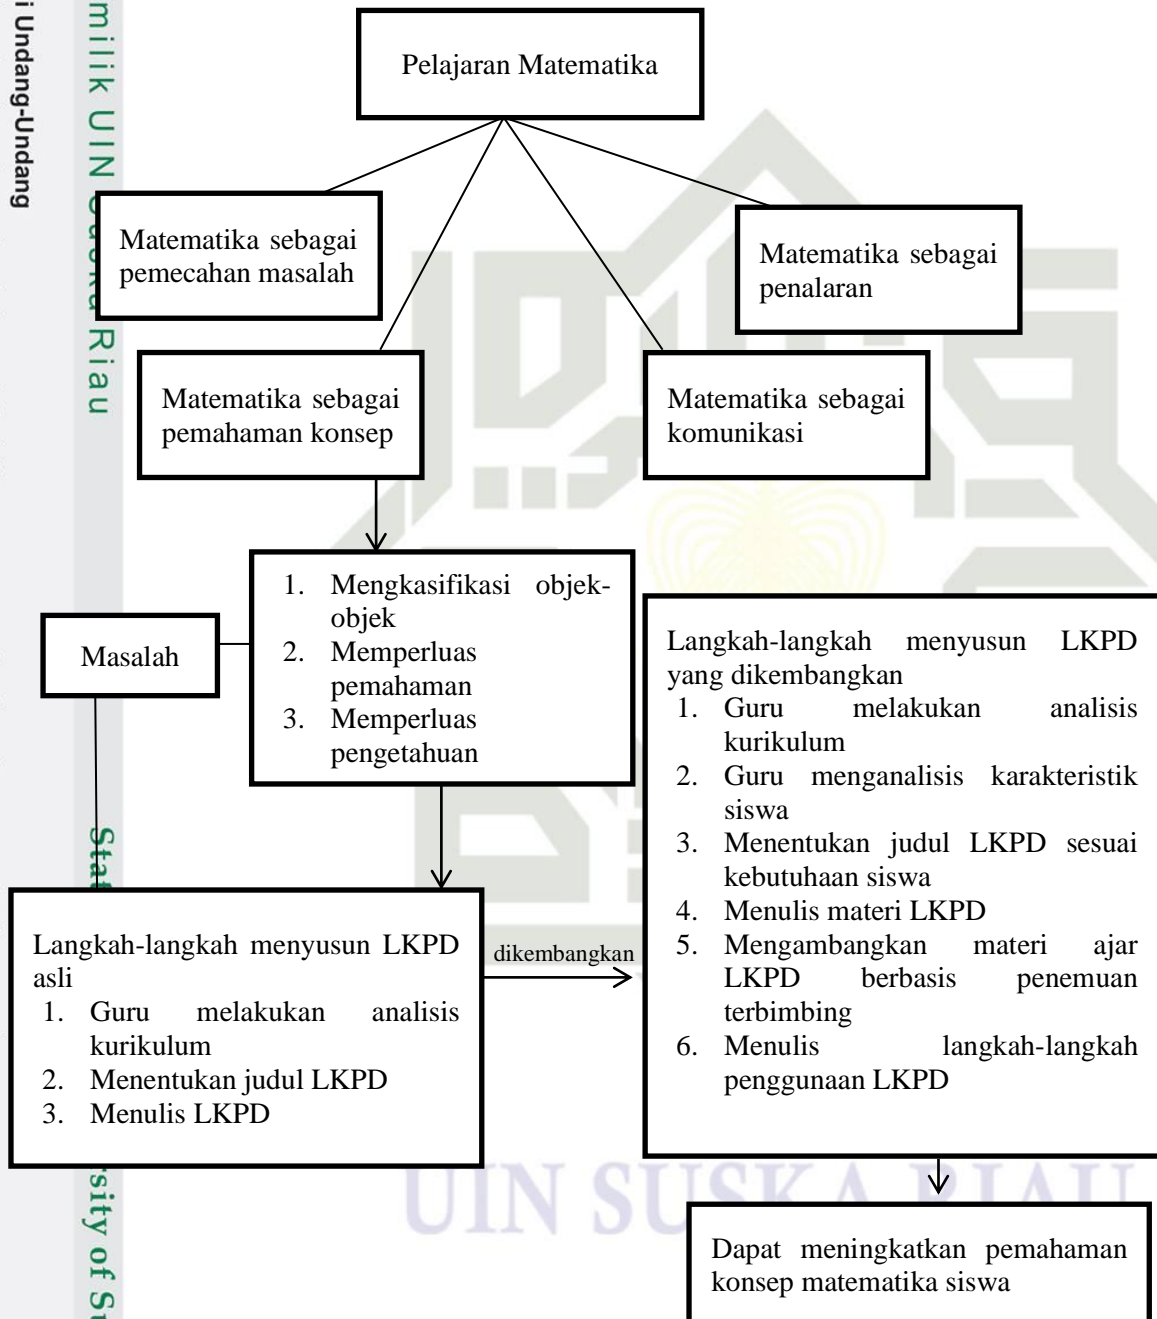 i Undang-Undang
milik UIN Suska Riau
Pelajaran Matematika
Matematika sebagai
pemecahan masalah
Matematika sebagai
penalaran
Matematika sebagai
pemahaman konsep
Matematika sebagai
komunikasi
1. Mengkasifikasi objek-
objek
2. Memperluas
pemahaman
3. Memperluas
pengetahuan
Masalah
Langkah-langkah menyusun LKPD
asli
1. Guru melakukan analisis
kurikulum
2. Menentukan judul LKPD
3. Menulis LKPD
dikembangkan
Langkah-langkah menyusun LKPD
yang dikembangkan
1. Guru melakukan analisis
kurikulum
2. Guru menganalisis karakteristik
siswa
3. Menentukan judul LKPD sesuai
kebutuhaan siswa
4. Menulis materi LKPD
5. Mengambangkan materi ajar
LKPD berbasis penemuan
terbimbing
6. Menulis langkah-langkah
penggunaan LKPD
Dapat meningkatkan pemahaman
konsep matematika siswa
UIN SUSKA RIAU
of